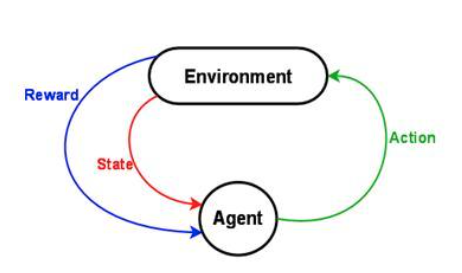 Environment
Reward
Action
State
Agent